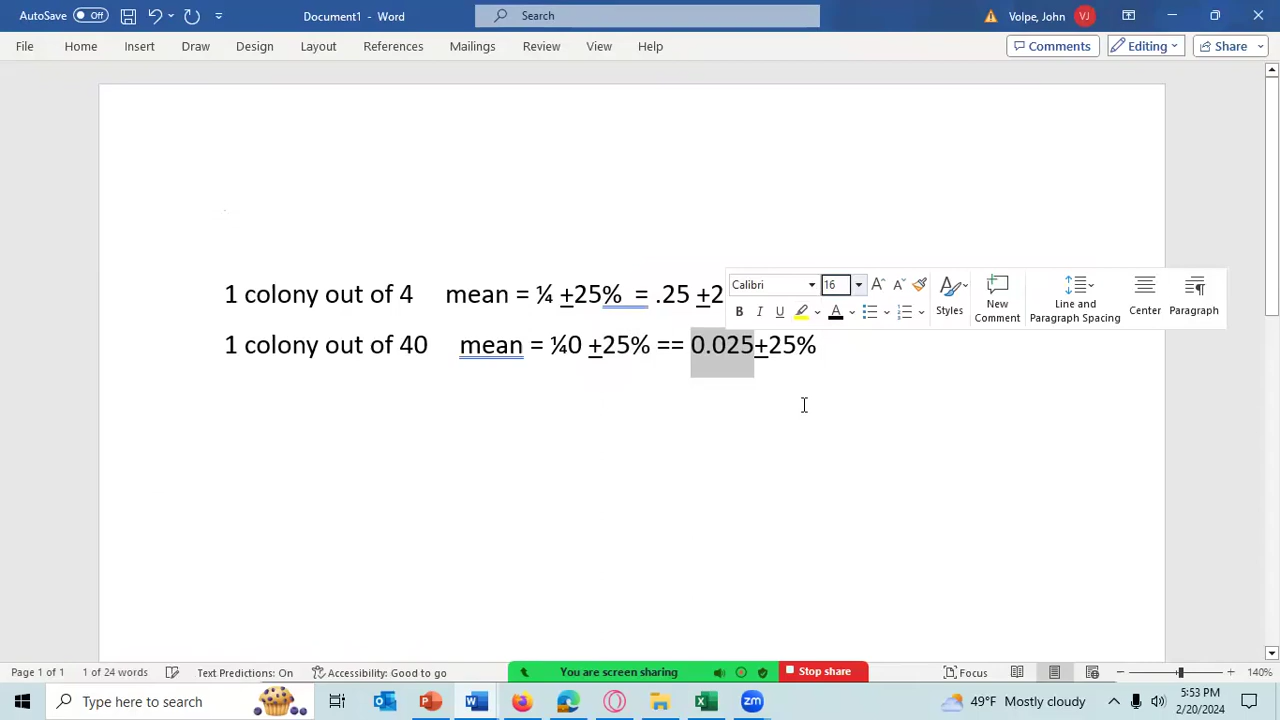 AutoSave Off Document1 - Word Search Volpe, John VJ
File Home Insert Draw Design Layout References Mailings Review View Help Comments Editing Share
1 colony out of 4 mean = ¼ +25% = .25 +2
Calibri 16
B I U A Styles New Comment Line and Paragraph Spacing Center Paragraph
1 colony out of 40 mean = ¼0 +25% == 0.025+25%
Page 1 of 1 1 of 24 words Text Predictions: On Accessibility: Good to go You are screen sharing Stop share Focus 140%
Type here to search 49°F Mostly cloudy 5:53 PM
2/20/2024